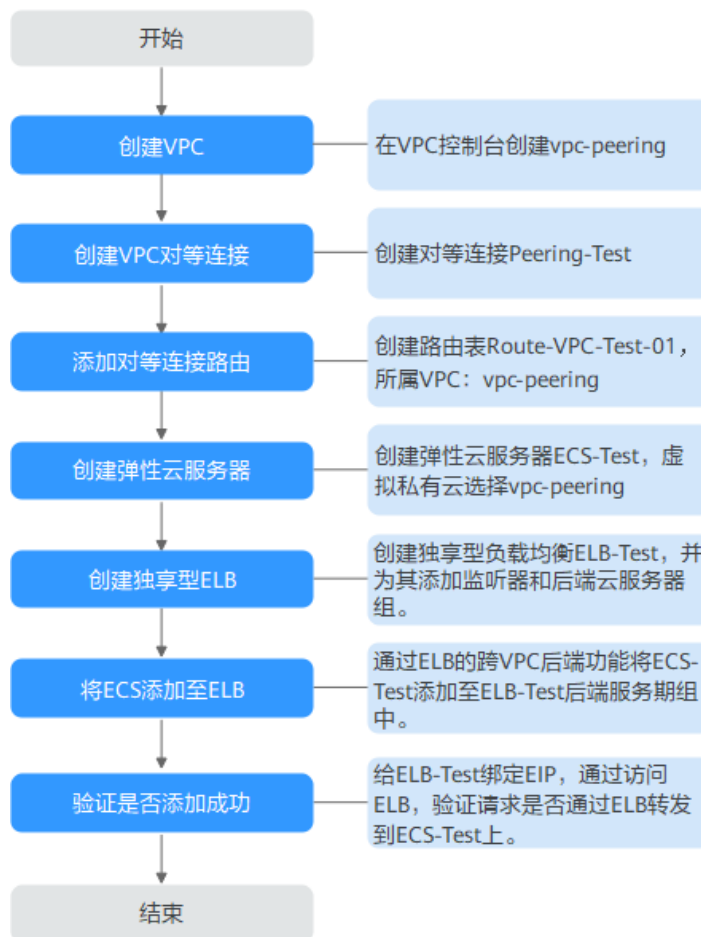 开始
创建VPC
在VPC控制台创建vpc-peering
创建VPC对等连接
创建对等连接Peering-Test
添加对等连接路由
创建路由表Route-VPC-Test-01，
所属VPC：vpc-peering
创建弹性云服务器
创建弹性云服务器ECS-Test，虚
拟私有云选择vpc-peering
创建独享型ELB
创建独享型负载均衡ELB-Test，并
为其添加监听器和后端云服务器
组。
将ECS添加至ELB
通过ELB的跨VPC后端功能将ECS-
Test添加至ELB-Test后端服务期组
中。
验证是否添加成功
给ELB-Test绑定EIP，通过访问
ELB，验证请求是否通过ELB转发
到ECS-Test上。
结束